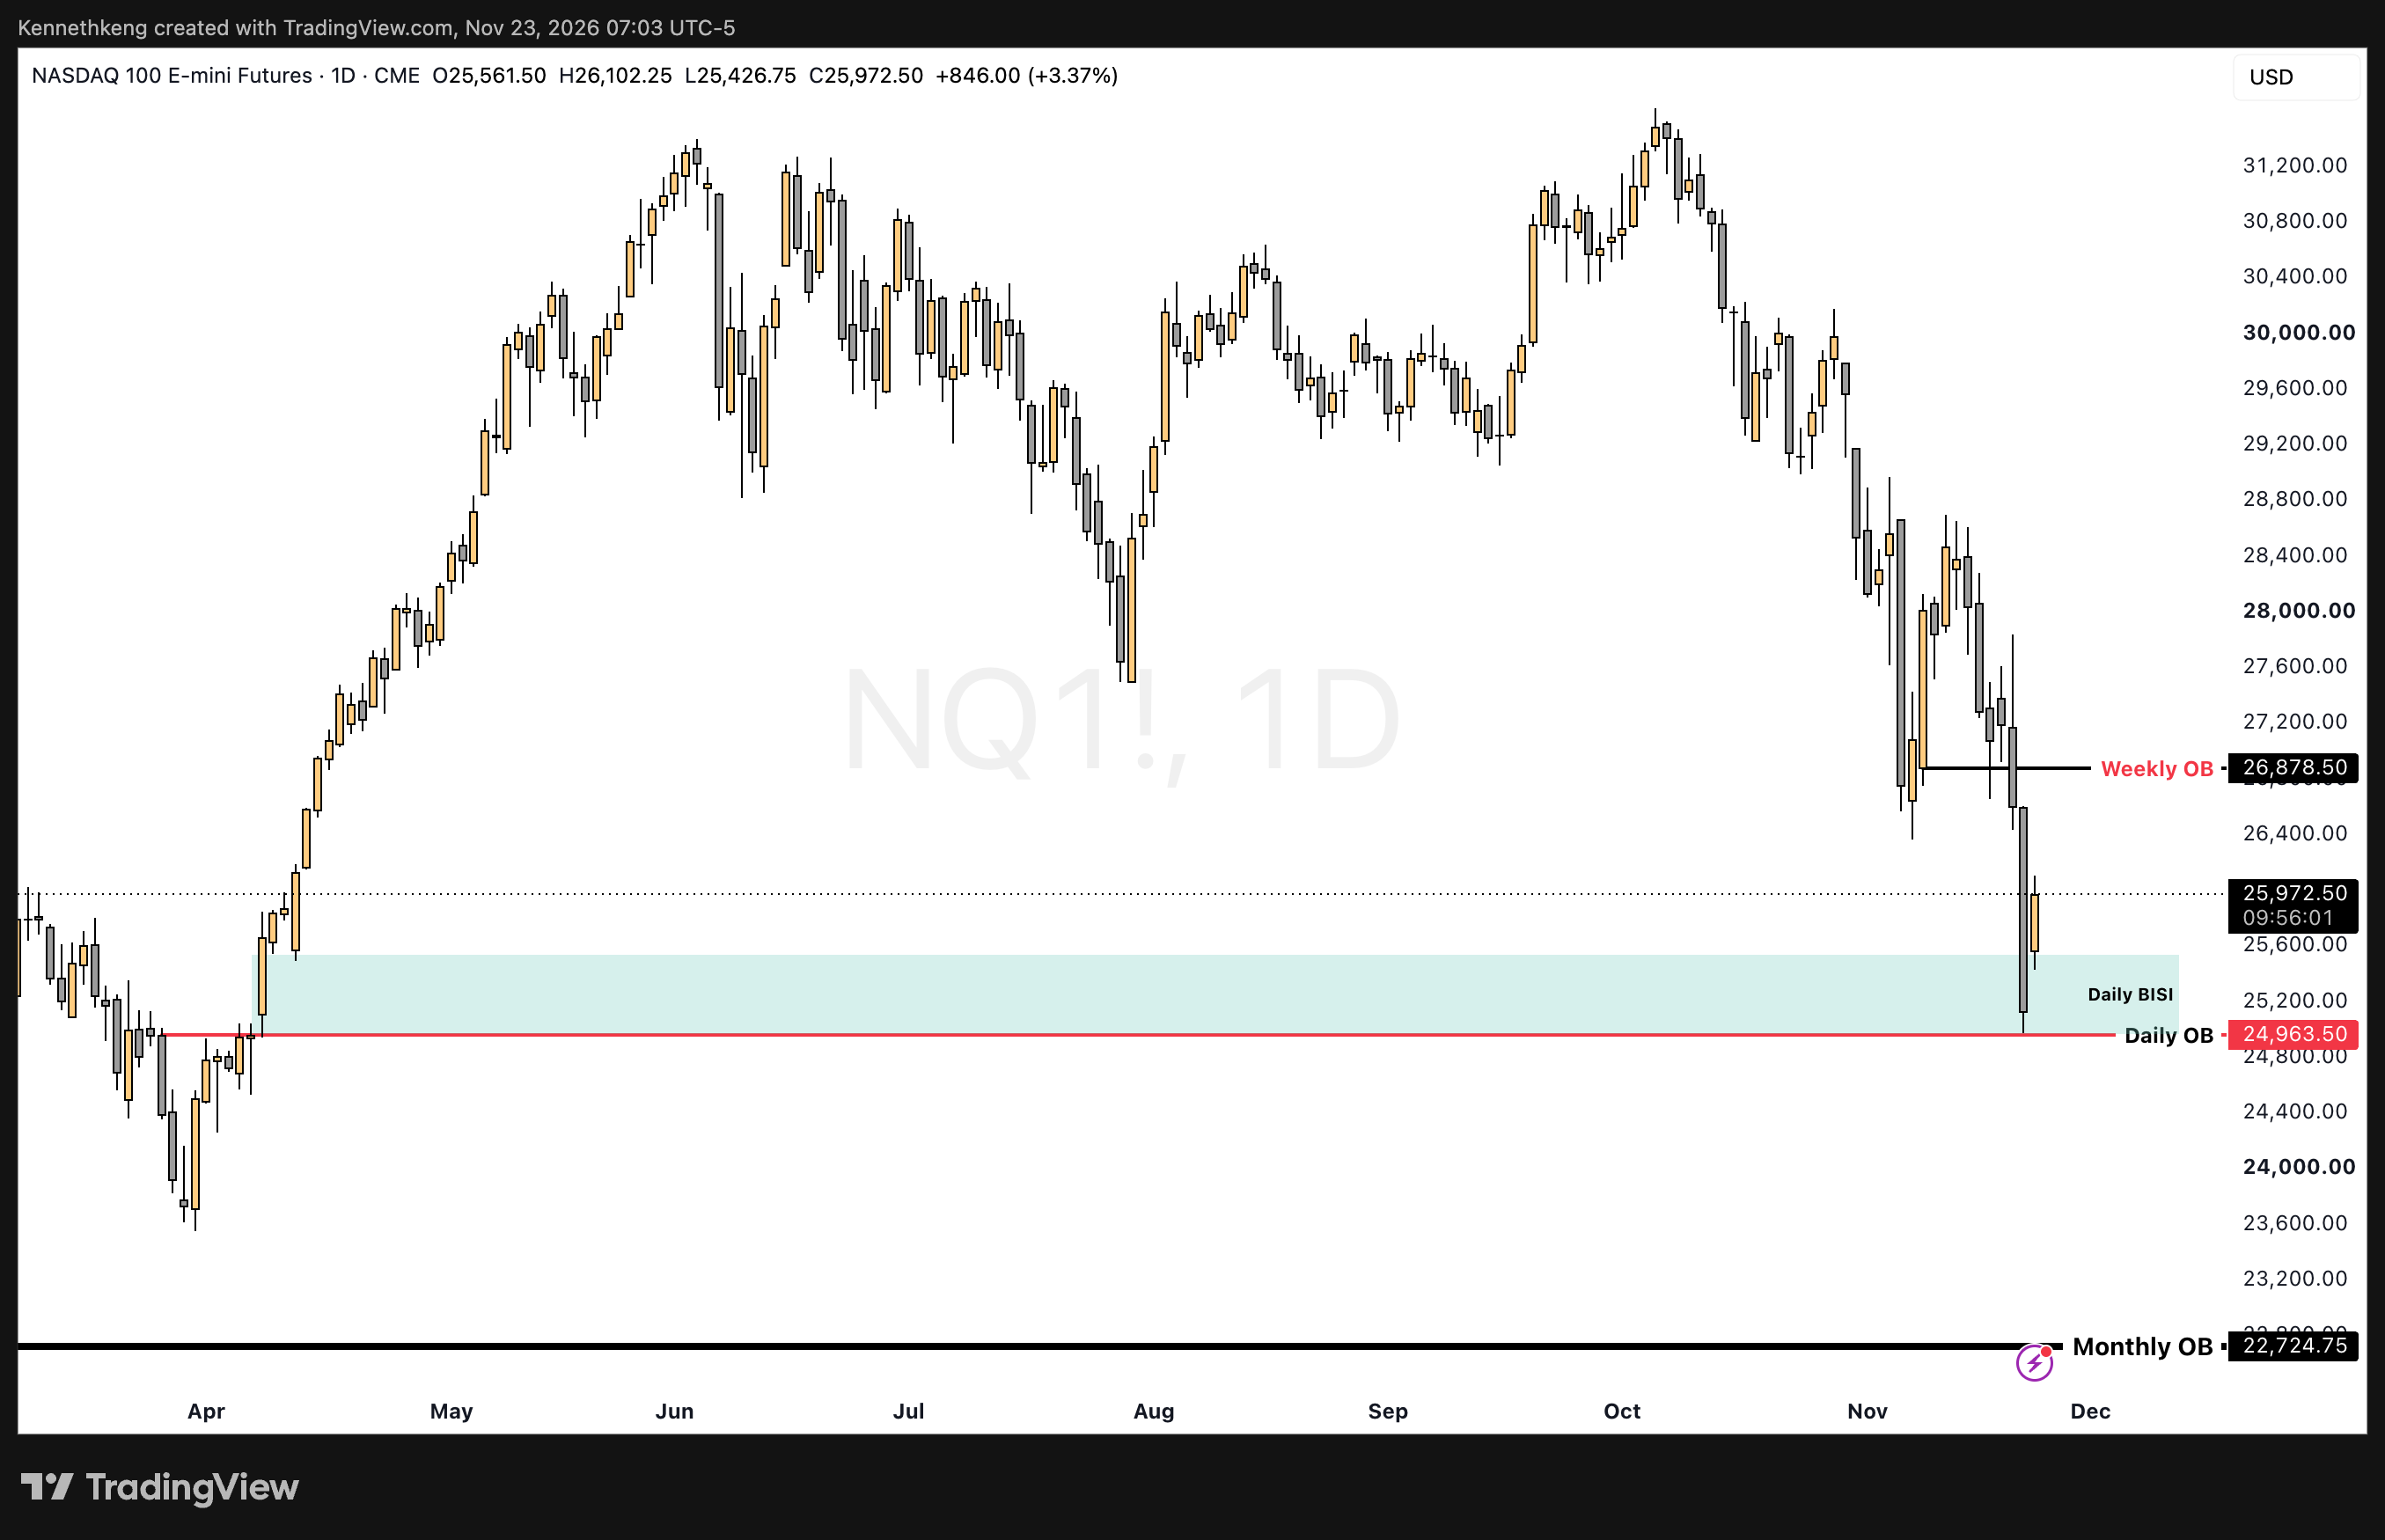 Kennethkeng created with TradingView.com, Nov 23, 2026 07:03 UTC-5
NASDAQ 100 E-mini Futures · 1D · CME O25,561.50 H26,102.25 L25,426.75 C25,972.50 +846.00 (+3.37%)
USD
31,200.00
30,800.00
30,400.00
30,000.00
29,600.00
29,200.00
28,800.00
28,400.00
28,000.00
27,600.00
NQ1!, 1D
27,200.00
Weekly OB 26,878.50
26,400.00
25,972.50
09:56:01
25,600.00
Daily BISI
25,200.00
Daily OB 24,963.50
24,800.00
24,400.00
24,000.00
23,600.00
23,200.00
Monthly OB 22,724.75
Apr May Jun Jul Aug Sep Oct Nov Dec
TradingView